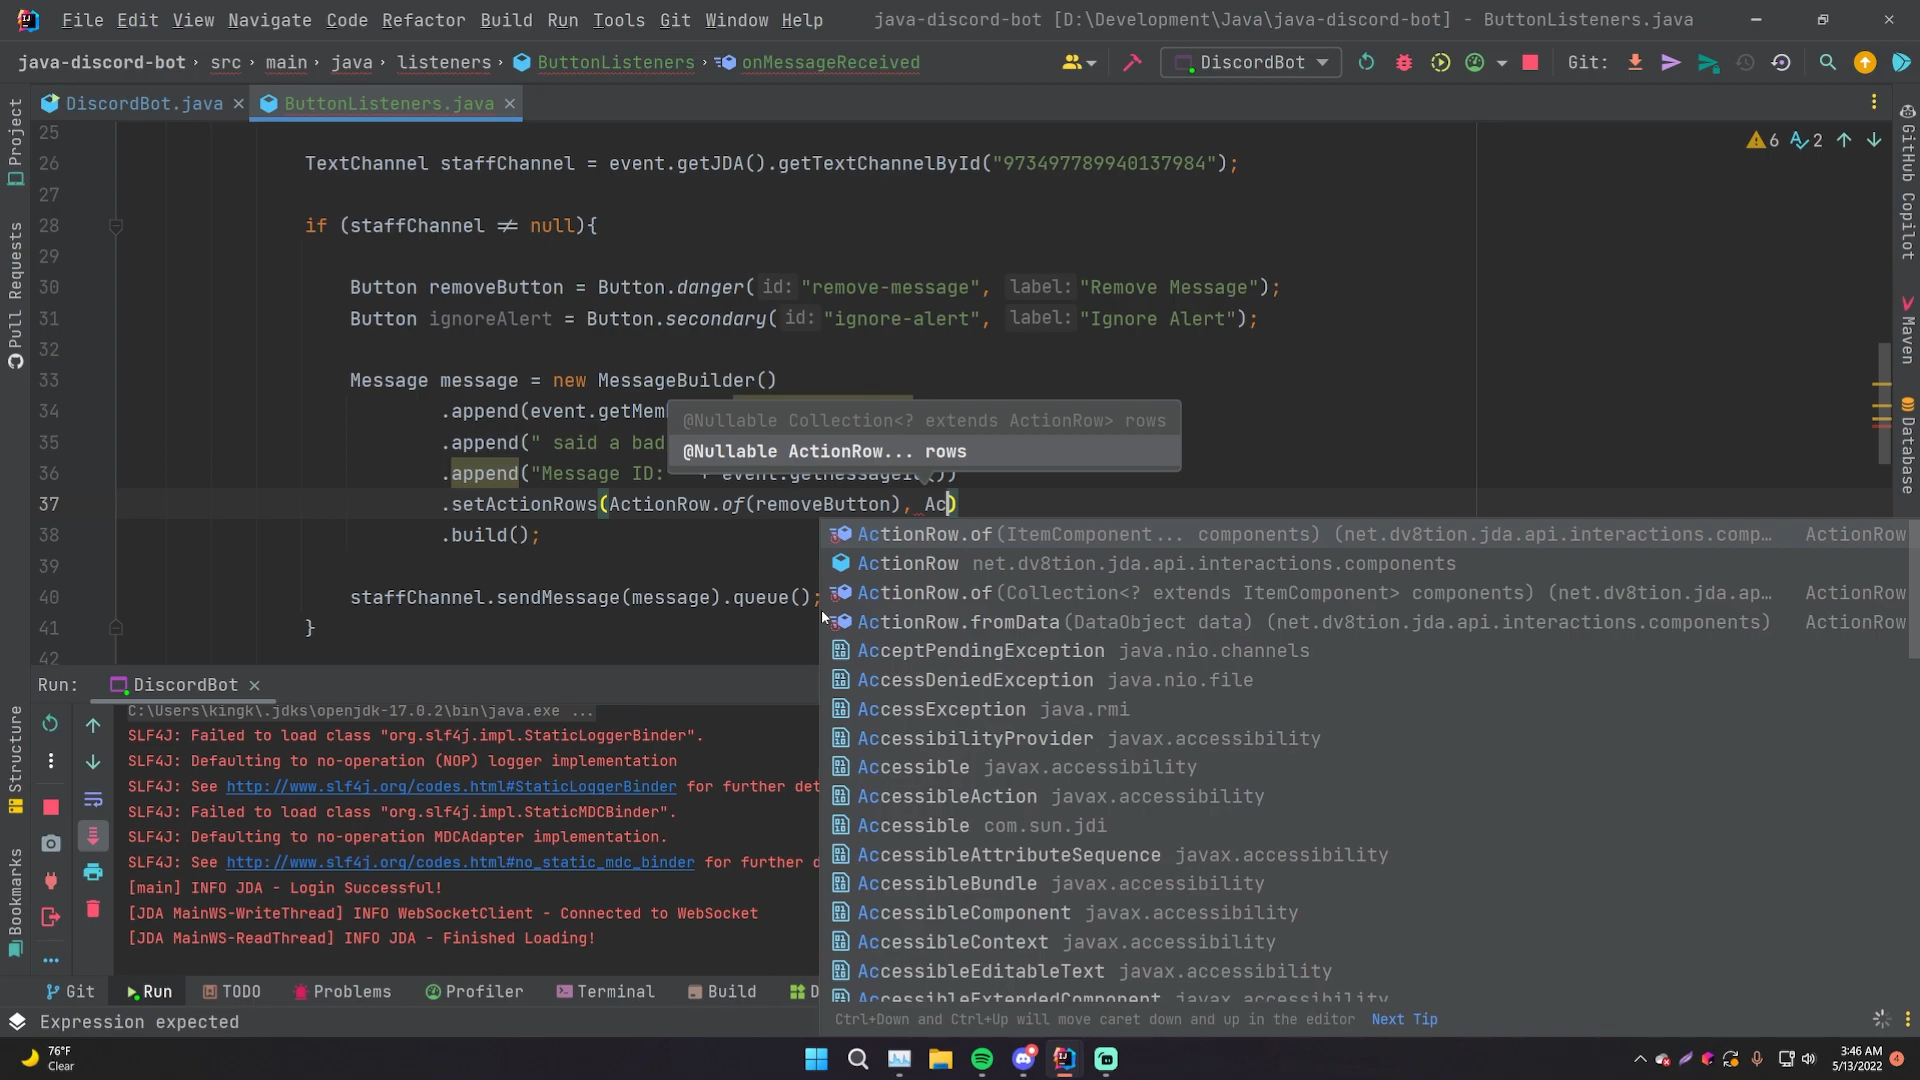 File Edit View Navigate Code Refactor Build Run Tools Git Window Help java-discord-bot [D:\Development\Java\java-discord-bot] - ButtonListeners.java
java-discord-bot › src › main › java › listeners › ButtonListeners › onMessageReceived DiscordBot Git:
DiscordBot.java ButtonListeners.java
25
26 TextChannel staffChannel = event.getJDA().getTextChannelById("973497789940137984"); 6 2
27
28 if (staffChannel ≠ null){
29
30 Button removeButton = Button.danger( id: "remove-message", label: "Remove Message");
31 Button ignoreAlert = Button.secondary( id: "ignore-alert", label: "Ignore Alert");
32
33 Message message = new MessageBuilder()
34 .append(event.getMem
@Nullable Collection<? extends ActionRow> rows
35 .append(" said a bad
@Nullable ActionRow... rows
36 .append("Message ID: + event.getMessageId())
37 .setActionRows(ActionRow.of(removeButton), Ac)
38 .build();
39
40 staffChannel.sendMessage(message).queue();
41 }
42
ActionRow.of(ItemComponent... components) (net.dv8tion.jda.api.interactions.comp... ActionRow
ActionRow net.dv8tion.jda.api.interactions.components
ActionRow.of(Collection<? extends ItemComponent> components) (net.dv8tion.jda.ap... ActionRow
ActionRow.fromData(DataObject data) (net.dv8tion.jda.api.interactions.components) ActionRow
AcceptPendingException java.nio.channels
AccessDeniedException java.nio.file
AccessException java.rmi
AccessibilityProvider javax.accessibility
Accessible javax.accessibility
AccessibleAction javax.accessibility
Accessible com.sun.jdi
AccessibleAttributeSequence javax.accessibility
AccessibleBundle javax.accessibility
AccessibleComponent javax.accessibility
AccessibleContext javax.accessibility
AccessibleEditableText javax.accessibility
AccessibleExtendedComponent javax.accessibility
Ctrl+Down and Ctrl+Up will move caret down and up in the editor Next Tip
Run: DiscordBot
C:\Users\kingk\.jdks\openjdk-17.0.2\bin\java.exe ...
SLF4J: Failed to load class "org.slf4j.impl.StaticLoggerBinder".
SLF4J: Defaulting to no-operation (NOP) logger implementation
SLF4J: See http://www.slf4j.org/codes.html#StaticLoggerBinder for further det
SLF4J: Failed to load class "org.slf4j.impl.StaticMDCBinder".
SLF4J: Defaulting to no-operation MDCAdapter implementation.
SLF4J: See http://www.slf4j.org/codes.html#no_static_mdc_binder for further d
[main] INFO JDA - Login Successful!
[JDA MainWS-WriteThread] INFO WebSocketClient - Connected to WebSocket
[JDA MainWS-ReadThread] INFO JDA - Finished Loading!
Git Run TODO Problems Profiler Terminal Build D
Expression expected
Project
Pull Requests
Structure
Bookmarks
GitHub Copilot
Maven
Database
76°F
Clear
3:46 AM
5/13/2022
4